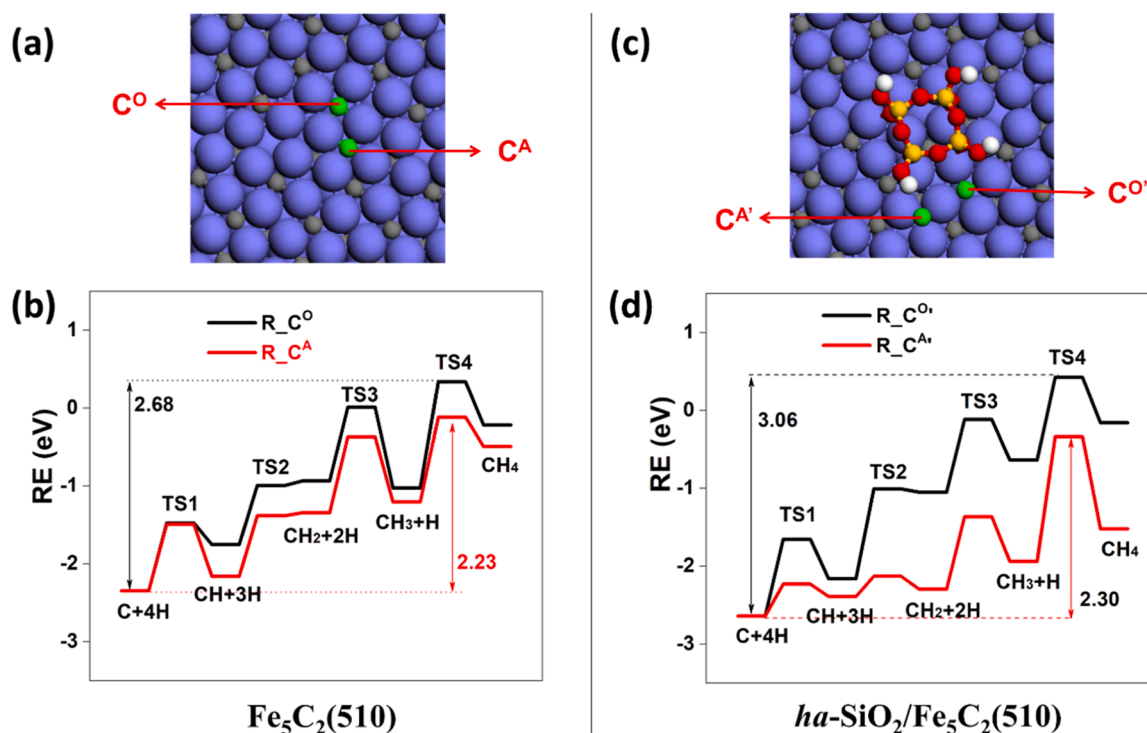 (a)
C^O
C^A
(c)
C^O'
C^A'
(b)
R_C^O
R_C^A
RE (eV)
1
0
-1
-2
-3
2.68
2.23
TS1
TS2
TS3
TS4
C+4H
CH+3H
CH₂+2H
CH₃+H
CH₄
Fe₅C₂(510)
(d)
R_C^O'
R_C^A'
RE (eV)
1
0
-1
-2
-3
3.06
2.30
TS1
TS2
TS3
TS4
C+4H
CH+3H
CH₂+2H
CH₃+H
CH₄
ha-SiO₂/Fe₅C₂(510)